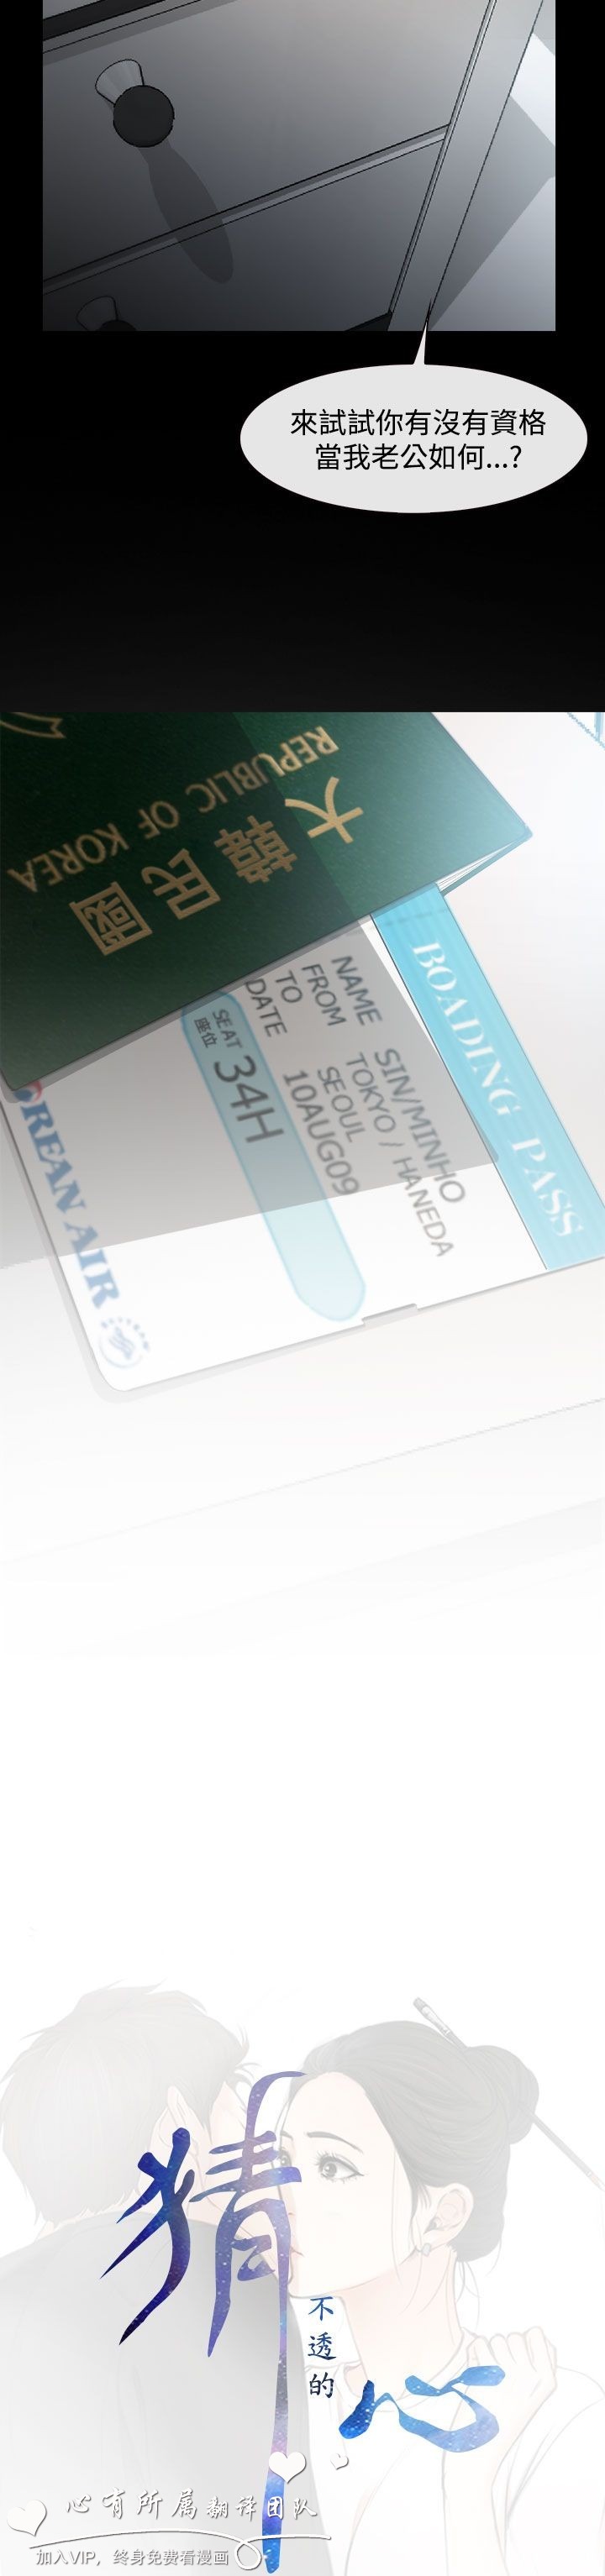 來試試你有沒有資格
當我老公如何...?
REPUBLIC OF KOREA
大韓民國
BOADING PASS
NAME SIN/MINHO
FROM TOKYO / HANEDA
TO SEOUL
DATE 10AUG09
SEAT 34H
座位
REAN AIR
猜
不透的
心
心有所属翻译团队
加入VIP，终身免费看漫画